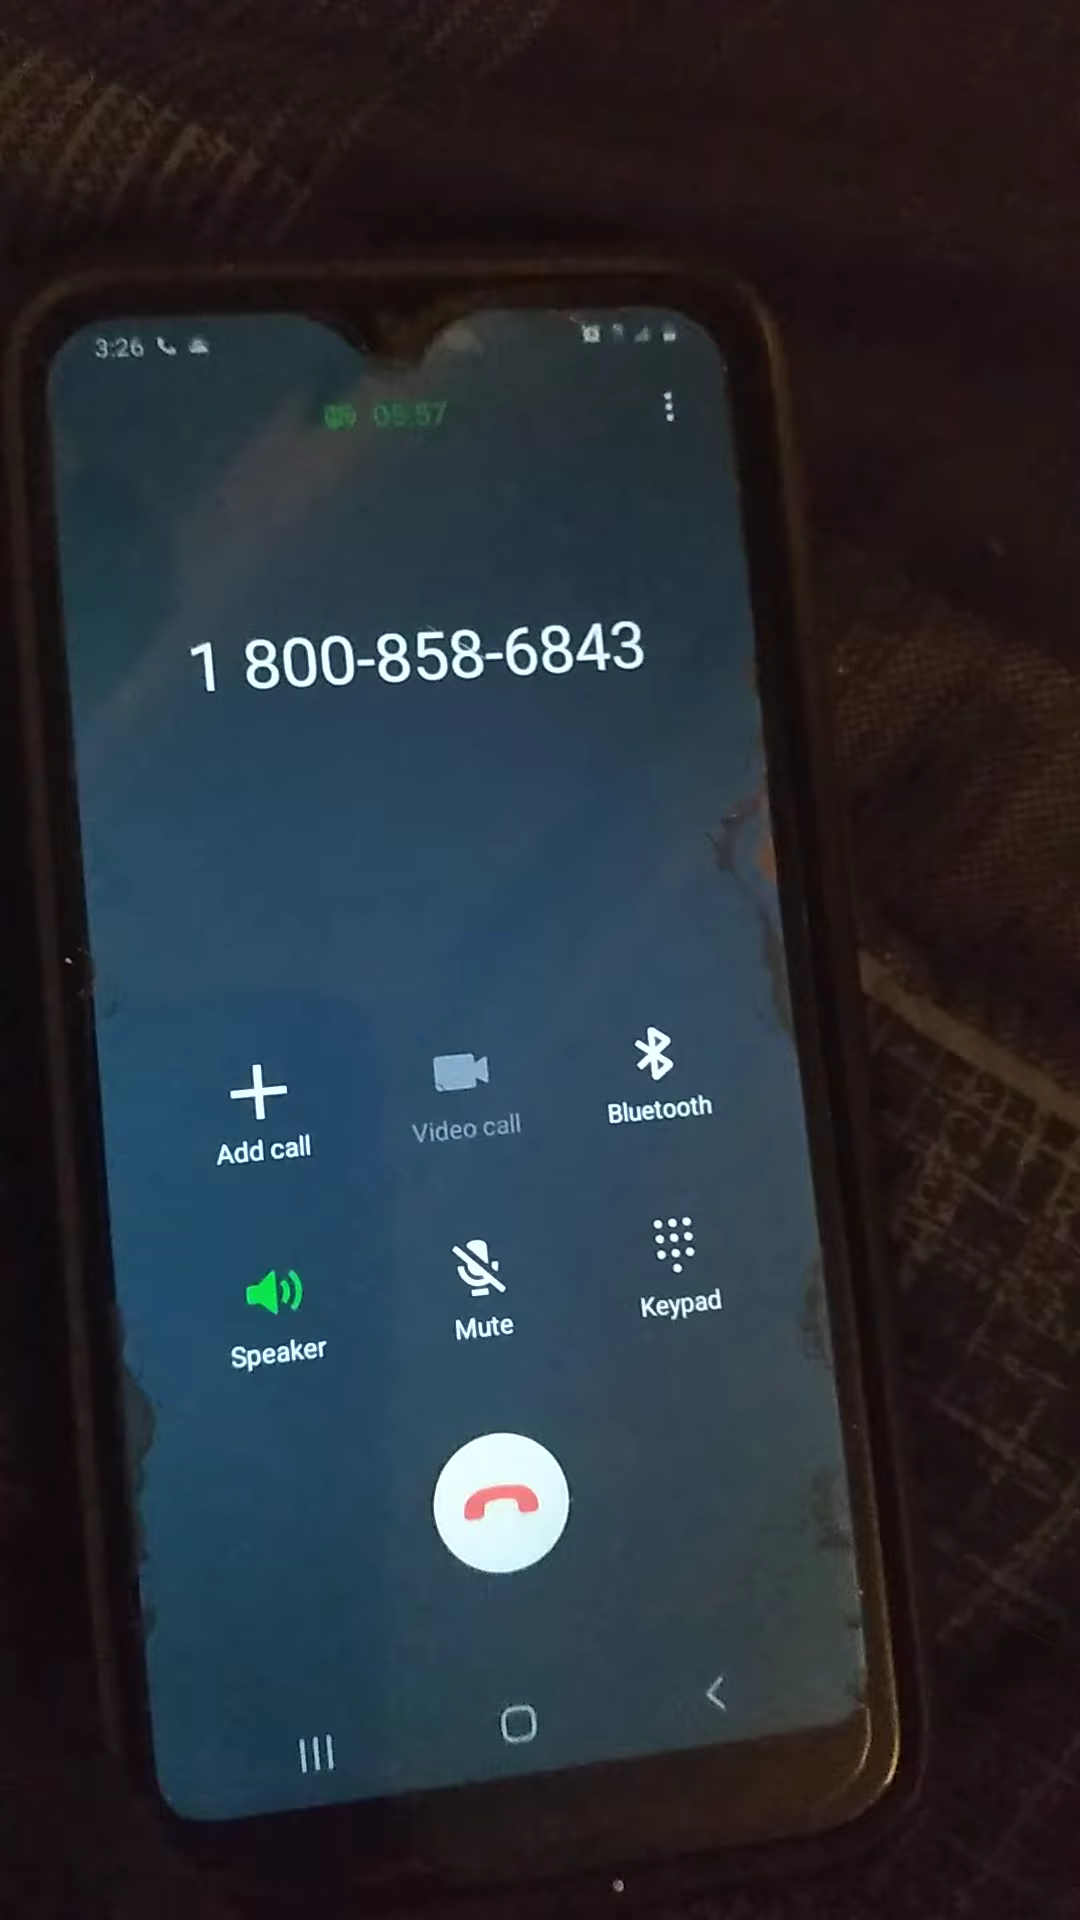 3:26
05:57
1 800-858-6843
Add call
Video call
Bluetooth
Speaker
Mute
Keypad